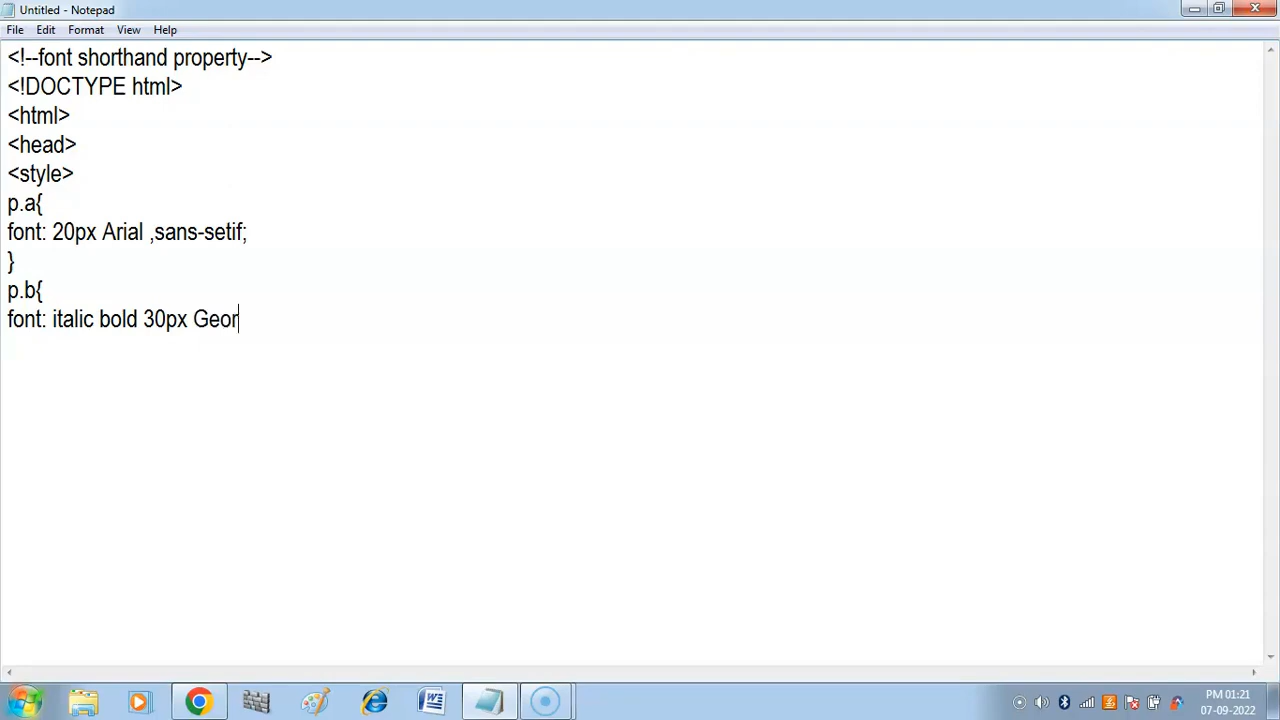 Untitled - Notepad
File Edit Format View Help
<!--font shorthand property-->
<!DOCTYPE html>
<html>
<head>
<style>
p.a{
font: 20px Arial ,sans-setif;
}
p.b{
font: italic bold 30px Geor
PM 01:21
07-09-2022